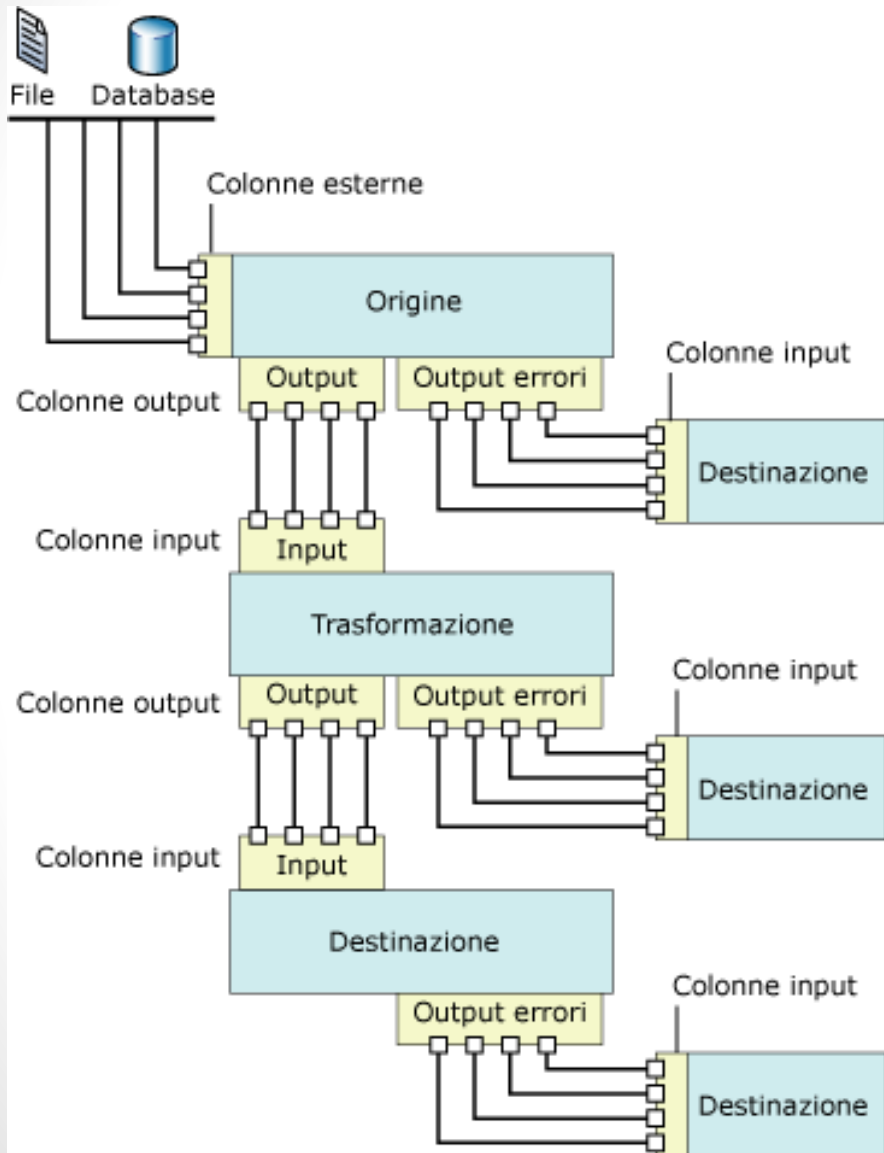 File
Database
Colonne esterne
Origine
Colonne input
Output
Output errori
Colonne output
Destinazione
Colonne input
Input
Trasformazione
Colonne input
Output
Output errori
Colonne output
Destinazione
Colonne input
Input
Destinazione
Colonne input
Output errori
Destinazione